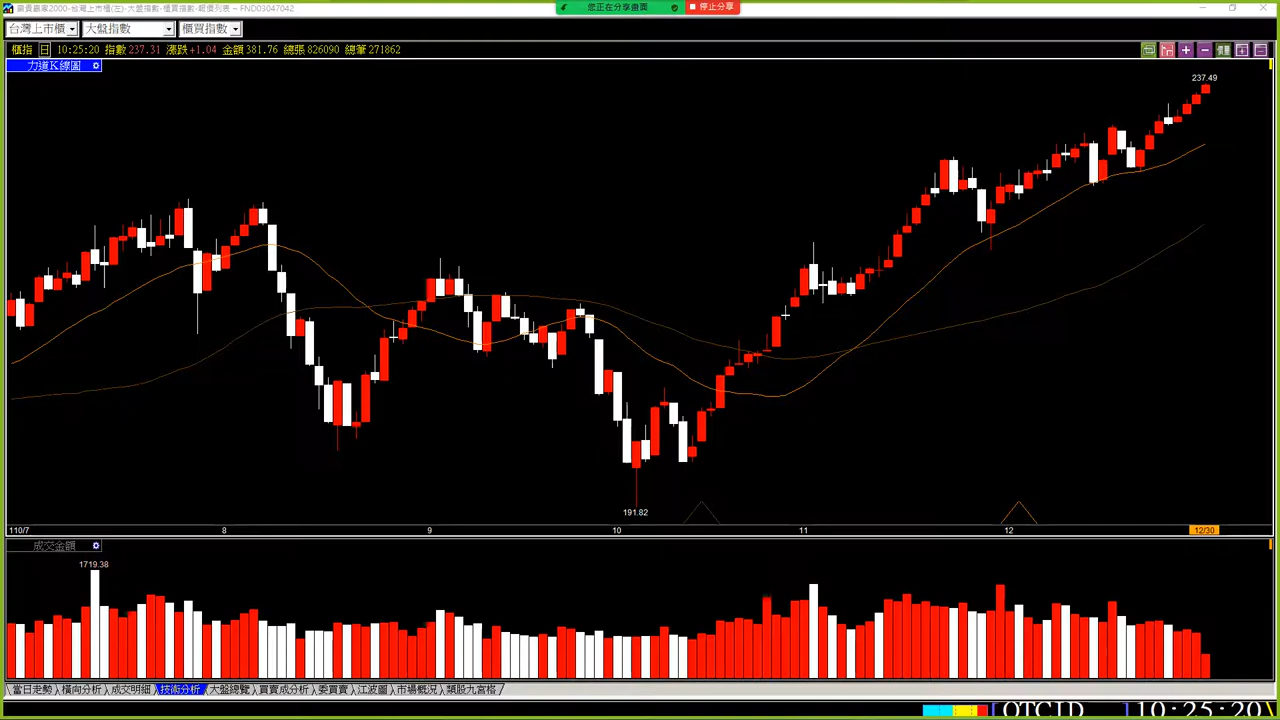 贏資贏家2000-台灣上市櫃(左)-大盤指數-櫃買指數-報價列表 - FND03047042
您正在分享畫面 停止分享
台灣上市櫃 大盤指數 櫃買指數
櫃指 日 10:25:20 指數 237.31 漲跌 +1.04 金額 381.76 總張 826090 總筆 271862
力道K線圖
237.49
191.82
110/7 8 9 10 11 12 12/30
成交金額
1719.38
當日走勢 橫向分析 成交明細 技術分析 大盤總覽 買賣成分析 委買賣 江波圖 市場概況 類股九宮格
OTCID 10:25:20